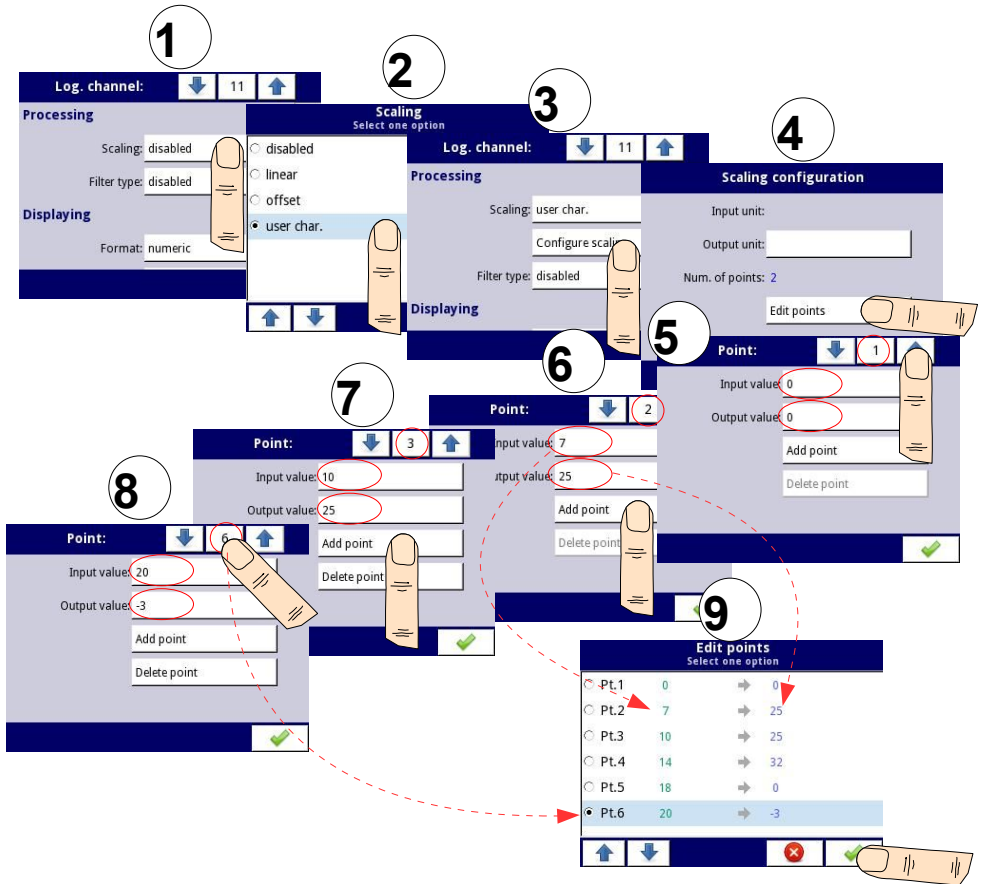 1
Log. channel: 11
Processing
Scaling: disabled
Filter type: disabled
Displaying
Format: numeric
2
Scaling
Select one option
disabled
linear
offset
user char.
3
Log. channel: 11
Processing
Scaling: user char.
Configure
Filter type: disabled
Displaying
4
Scaling configuration
Input unit:
Output unit:
Num. of points: 2
Edit points
5
Point: 1
Input value: 0
Output value: 0
Add point
Delete point
6
Point: 2
value: 7
value: 25
Add point
Delete point
7
Point: 3
Input value: 10
Output value: 25
Add point
Delete point
8
Point: 6
Input value: 20
Output value: -3
Add point
Delete point
9
Edit points
Select one option
Pt.1 0 0
Pt.2 7 25
Pt.3 10 25
Pt.4 14 32
Pt.5 18 0
Pt.6 20 -3